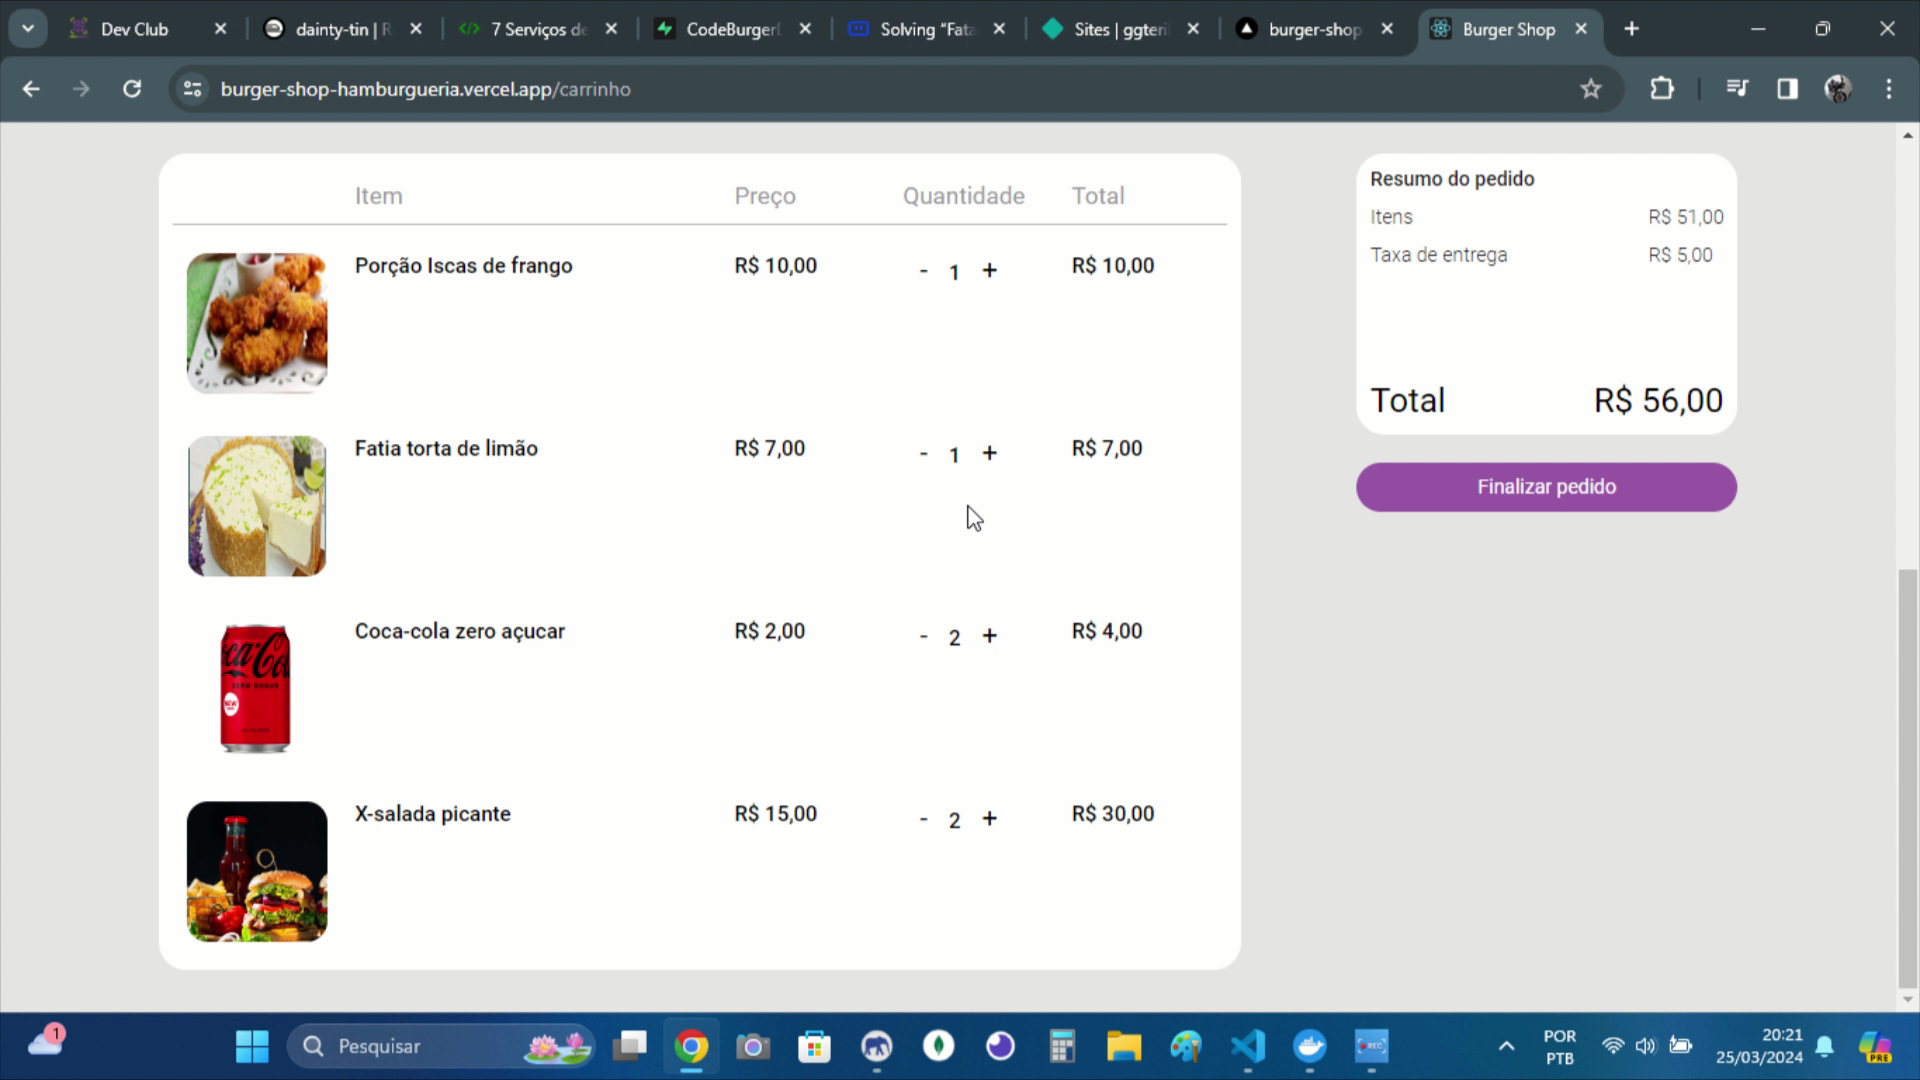 Dev Club
dainty-tin | R
7 Serviços de
CodeBurger
Solving “Fata
Sites | ggteri
burger-shop
Burger Shop
burger-shop-hamburgueria.vercel.app/carrinho
Item Preço Quantidade Total
Porção Iscas de frango R$ 10,00 - 1 + R$ 10,00
Fatia torta de limão R$ 7,00 - 1 + R$ 7,00
Coca-cola zero açucar R$ 2,00 - 2 + R$ 4,00
X-salada picante R$ 15,00 - 2 + R$ 30,00
Resumo do pedido
Itens R$ 51,00
Taxa de entrega R$ 5,00
Total R$ 56,00
Finalizar pedido
1
Pesquisar
REC
POR
PTB
20:21
25/03/2024
PRE